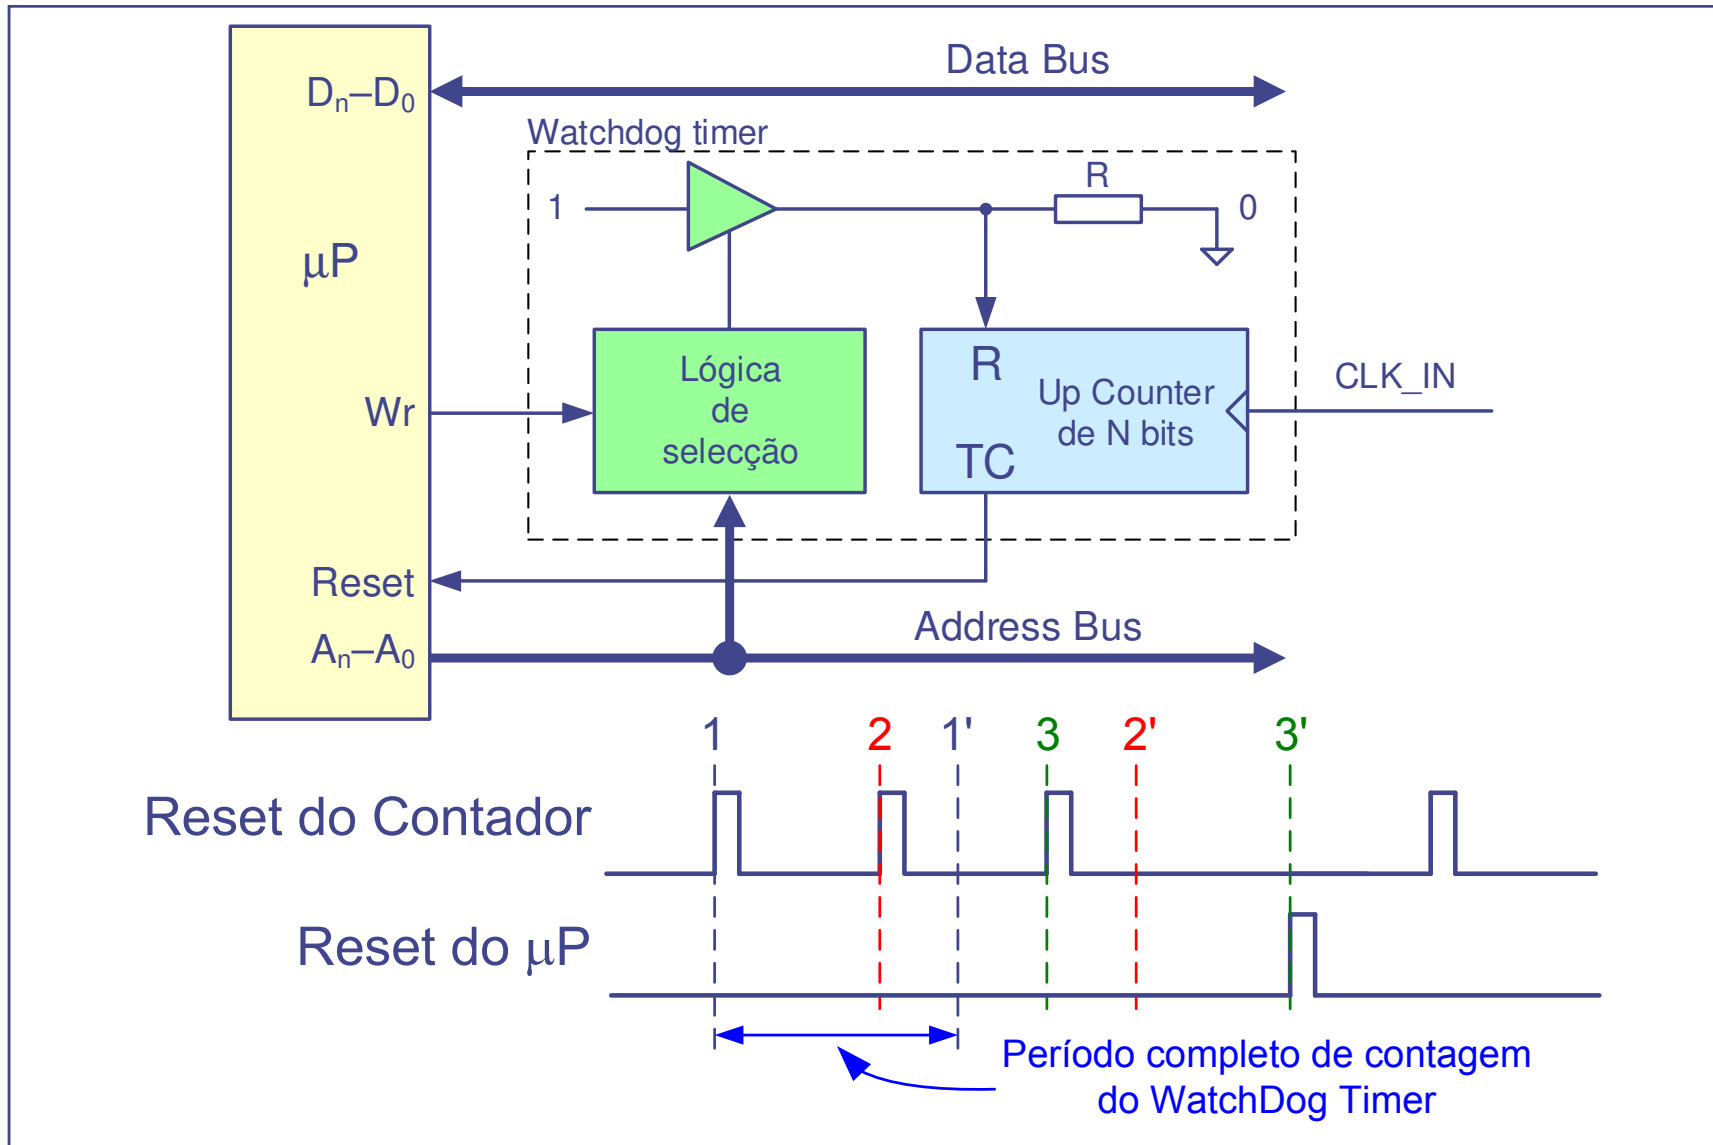 Data Bus
Dn–D0
Watchdog timer
R
1
0
μP
Lógica
de
selecção
R
Up Counter
de N bits
TC
CLK_IN
Wr
Reset
Address Bus
An–A0
1 2 1' 3 2' 3'
Reset do Contador
Reset do μP
Período completo de contagem
do WatchDog Timer